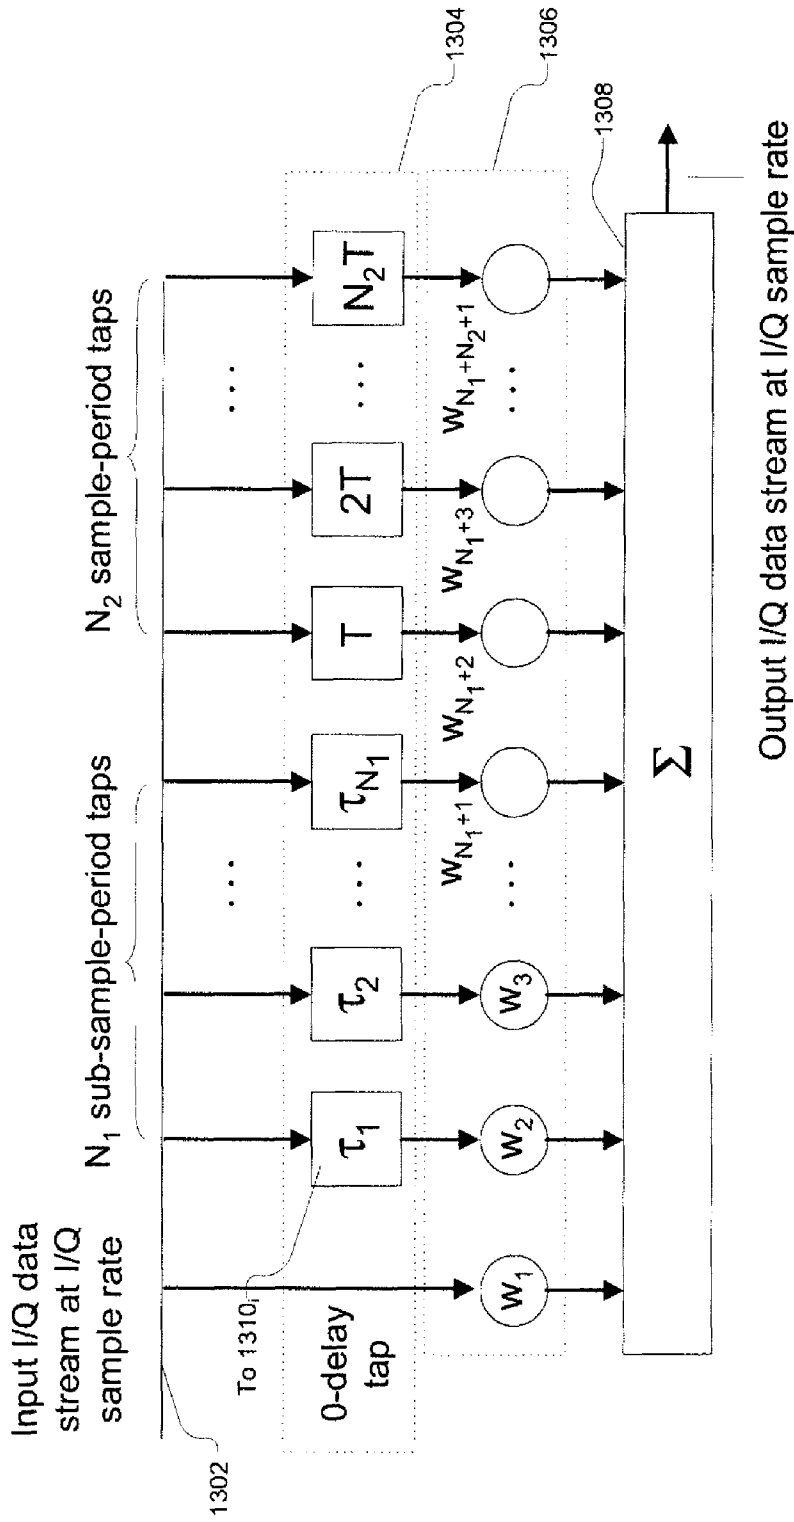 Input I/Q data
stream at I/Q
sample rate
N₁ sub-sample-period taps
N₂ sample-period taps
1302
... ...
To 1310ᵢ
0-delay
tap
τ₁ τ₂ ... τN₁ T 2T ... N₂T
1304
w₁ w₂ w₃ ... wN₁+1 wN₁+2 wN₁+3 ... wN₁+N₂+1
1306
Σ
1308
Output I/Q data stream at I/Q sample rate